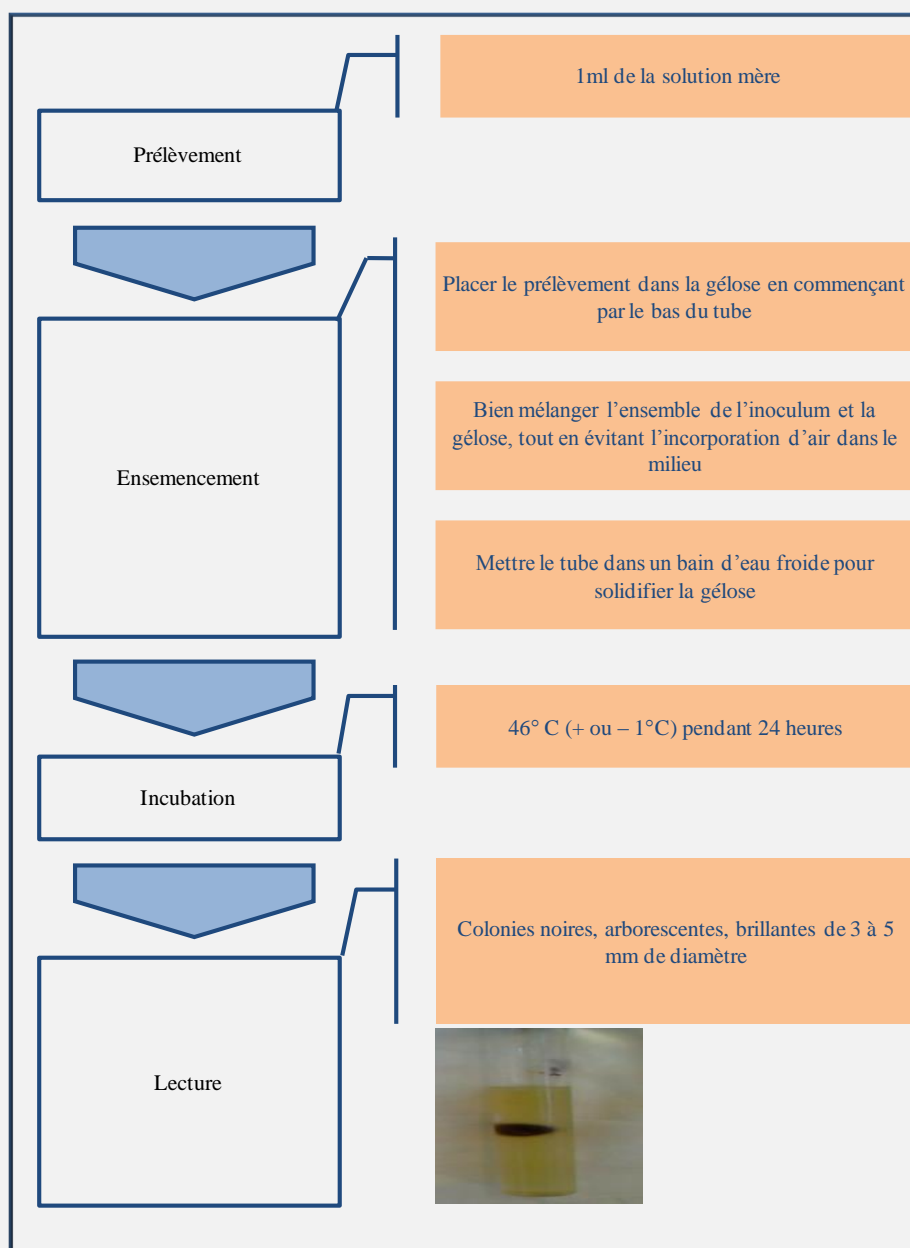 1ml de la solution mère
Prélèvement
Placer le prélèvement dans la gélose en commençant
par le bas du tube
Bien mélanger l’ensemble de l’inoculum et la
gélose, tout en évitant l’incorporation d’air dans le
milieu
Ensemencement
Mettre le tube dans un bain d’eau froide pour
solidifier la gélose
46° C (+ ou – 1°C) pendant 24 heures
Incubation
Colonies noires, arborescentes, brillantes de 3 à 5
mm de diamètre
Lecture